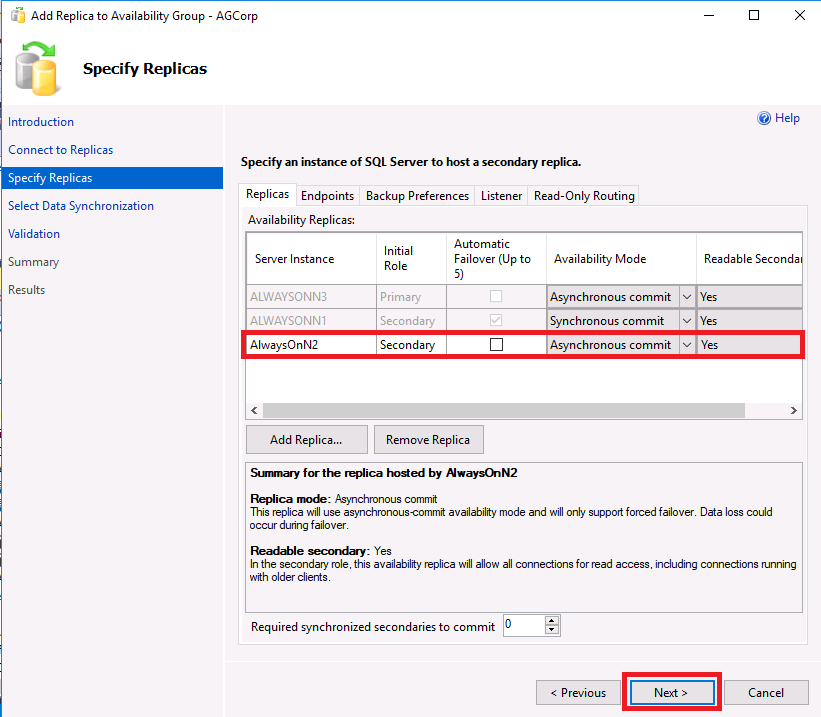 Add Replica to Availability Group - AGCorp
Specify Replicas
Introduction
Connect to Replicas
Specify Replicas
Select Data Synchronization
Validation
Summary
Results
Help
Specify an instance of SQL Server to host a secondary replica.
Replicas Endpoints Backup Preferences Listener Read-Only Routing
Availability Replicas:
Server Instance Initial Role Automatic Failover (Up to 5) Availability Mode Readable Secondar
ALWAYSONN3 Primary Asynchronous commit Yes
ALWAYSONN1 Secondary Synchronous commit Yes
AlwaysOnN2 Secondary Asynchronous commit Yes
Add Replica... Remove Replica
Summary for the replica hosted by AlwaysOnN2
Replica mode: Asynchronous commit
This replica will use asynchronous-commit availability mode and will only support forced failover. Data loss could
occur during failover.
Readable secondary: Yes
In the secondary role, this availability replica will allow all connections for read access, including connections running
with older clients.
Required synchronized secondaries to commit 0
< Previous Next > Cancel